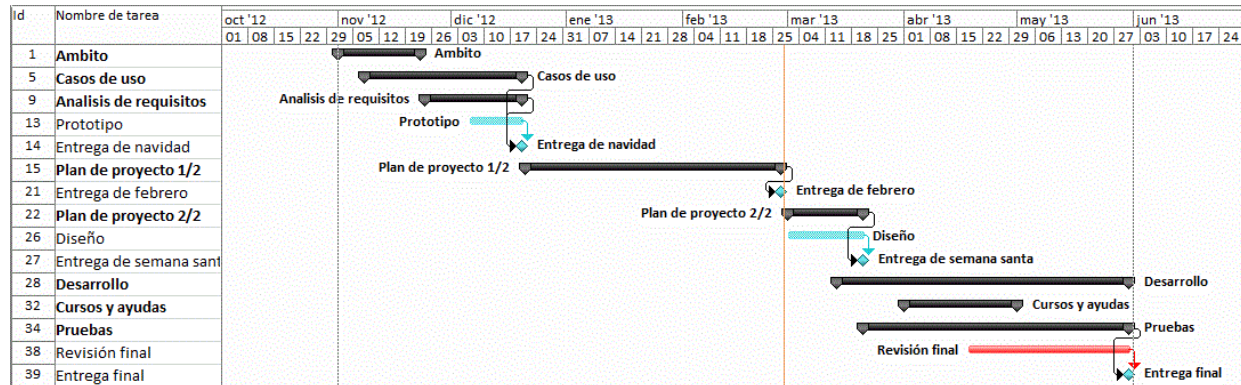 Id Nombre de tarea oct '12 nov '12 dic '12 ene '13 feb '13 mar '13 abr '13 may '13 jun '13
01 08 15 22 29 05 12 19 26 03 10 17 24 31 07 14 21 28 04 11 18 25 04 11 18 25 01 08 15 22 29 06 13 20 27 03 10 17 24
1 Ambito Ambito
5 Casos de uso Casos de uso
9 Analisis de requisitos Analisis de requisitos
13 Prototipo Prototipo
14 Entrega de navidad Entrega de navidad
15 Plan de proyecto 1/2 Plan de proyecto 1/2
21 Entrega de febrero Entrega de febrero
22 Plan de proyecto 2/2 Plan de proyecto 2/2
26 Diseño Diseño
27 Entrega de semana sant Entrega de semana santa
28 Desarrollo Desarrollo
32 Cursos y ayudas Cursos y ayudas
34 Pruebas Pruebas
38 Revisión final Revisión final
39 Entrega final Entrega final